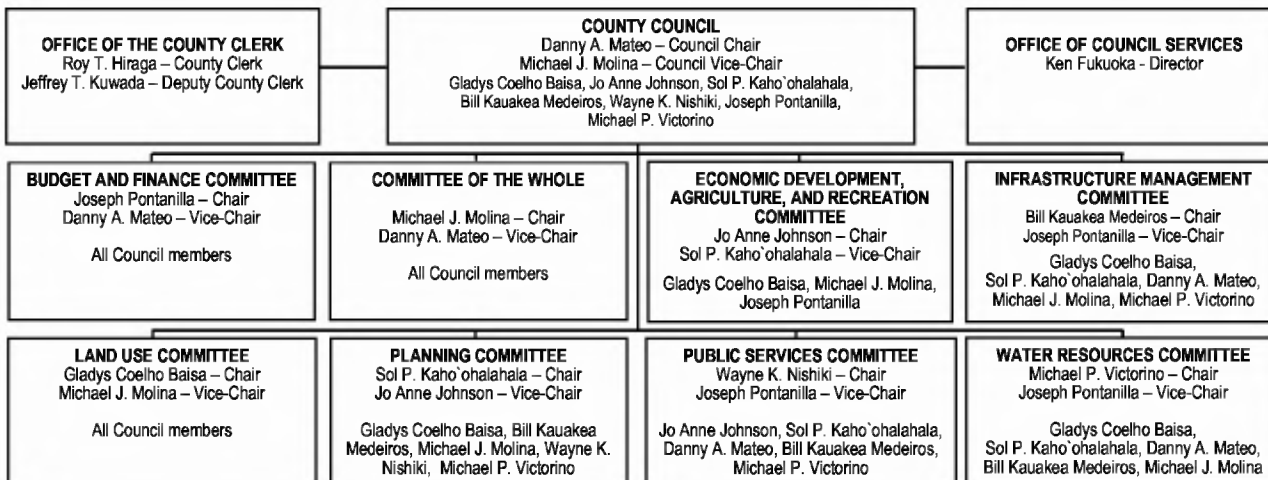 OFFICE OF THE COUNTY CLERK
Roy T. Hiraga – County Clerk
Jeffrey T. Kuwada – Deputy County Clerk
COUNTY COUNCIL
Danny A. Mateo – Council Chair
Michael J. Molina – Council Vice-Chair
Gladys Coelho Baisa, Jo Anne Johnson, Sol P. Kaho`ohalahala,
Bill Kauakea Medeiros, Wayne K. Nishiki, Joseph Pontanilla,
Michael P. Victorino
OFFICE OF COUNCIL SERVICES
Ken Fukuoka - Director
BUDGET AND FINANCE COMMITTEE
Joseph Pontanilla – Chair
Danny A. Mateo – Vice-Chair
All Council members
COMMITTEE OF THE WHOLE
Michael J. Molina – Chair
Danny A. Mateo – Vice-Chair
All Council members
ECONOMIC DEVELOPMENT,
AGRICULTURE, AND RECREATION
COMMITTEE
Jo Anne Johnson – Chair
Sol P. Kaho`ohalahala – Vice-Chair
Gladys Coelho Baisa, Michael J. Molina,
Joseph Pontanilla
INFRASTRUCTURE MANAGEMENT
COMMITTEE
Bill Kauakea Medeiros – Chair
Joseph Pontanilla – Vice-Chair
Gladys Coelho Baisa,
Sol P. Kaho`ohalahala, Danny A. Mateo,
Michael J. Molina, Michael P. Victorino
LAND USE COMMITTEE
Gladys Coelho Baisa – Chair
Michael J. Molina – Vice-Chair
All Council members
PLANNING COMMITTEE
Sol P. Kaho`ohalahala – Chair
Jo Anne Johnson – Vice-Chair
Gladys Coelho Baisa, Bill Kauakea
Medeiros, Michael J. Molina, Wayne K.
Nishiki, Michael P. Victorino
PUBLIC SERVICES COMMITTEE
Wayne K. Nishiki – Chair
Joseph Pontanilla – Vice-Chair
Jo Anne Johnson, Sol P. Kaho`ohalahala,
Danny A. Mateo, Bill Kauakea Medeiros,
Michael P. Victorino
WATER RESOURCES COMMITTEE
Michael P. Victorino – Chair
Joseph Pontanilla – Vice-Chair
Gladys Coelho Baisa,
Sol P. Kaho`ohalahala, Danny A. Mateo,
Bill Kauakea Medeiros, Michael J. Molina